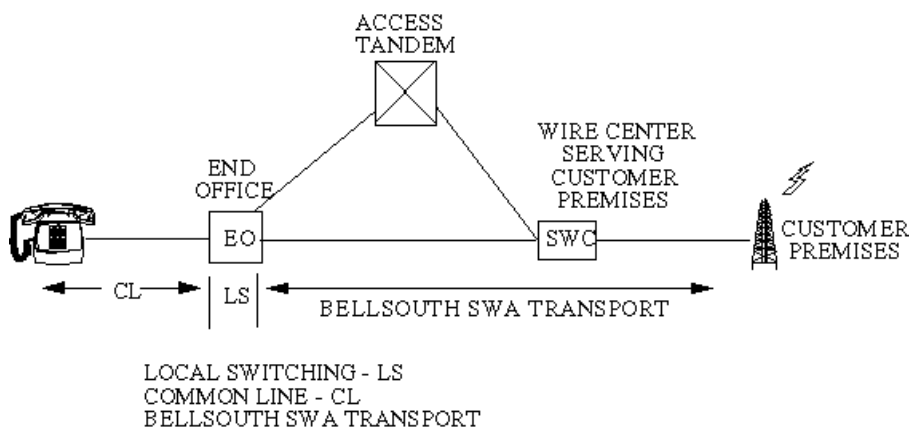 ACCESS
TANDEM
WIRE CENTER
SERVING
CUSTOMER
PREMISES
END
OFFICE
EO
SWC
CUSTOMER
PREMISES
CL
LS
BELLSOUTH SWA TRANSPORT
LOCAL SWITCHING - LS
COMMON LINE - CL
BELLSOUTH SWA TRANSPORT